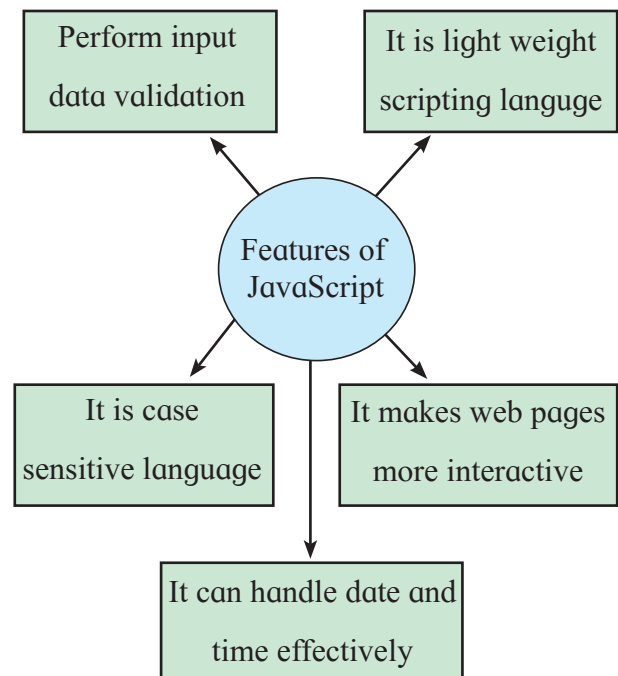 Perform input
data validation
It is light weight
scripting languge
Features of
JavaScript
It is case
sensitive language
It makes web pages
more interactive
It can handle date and
time effectively